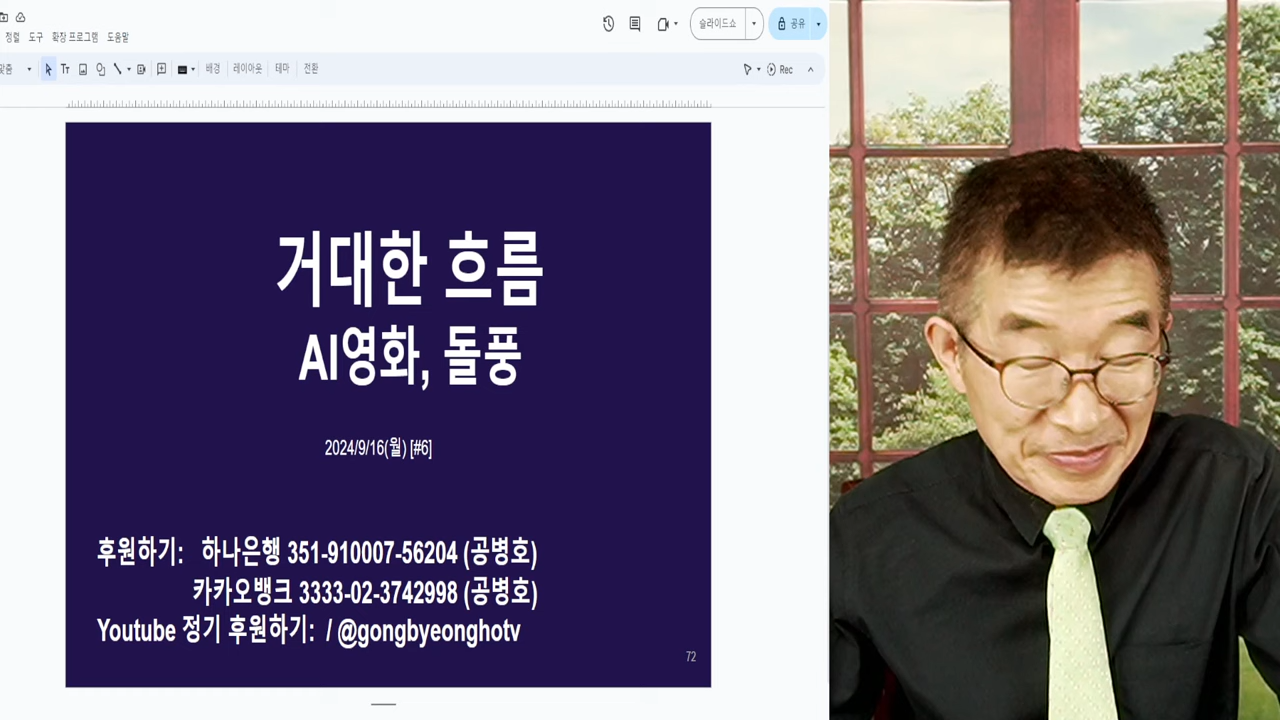 정렬 도구 확장 프로그램 도움말
슬라이드쇼
공유
맞춤
배경 레이아웃 테마 전환
Rec
거대한 흐름
AI영화, 돌풍
2024/9/16(월) [#6]
후원하기: 하나은행 351-910007-56204 (공병호)
카카오뱅크 3333-02-3742998 (공병호)
Youtube 정기 후원하기: / @gongbyeonghotv
72